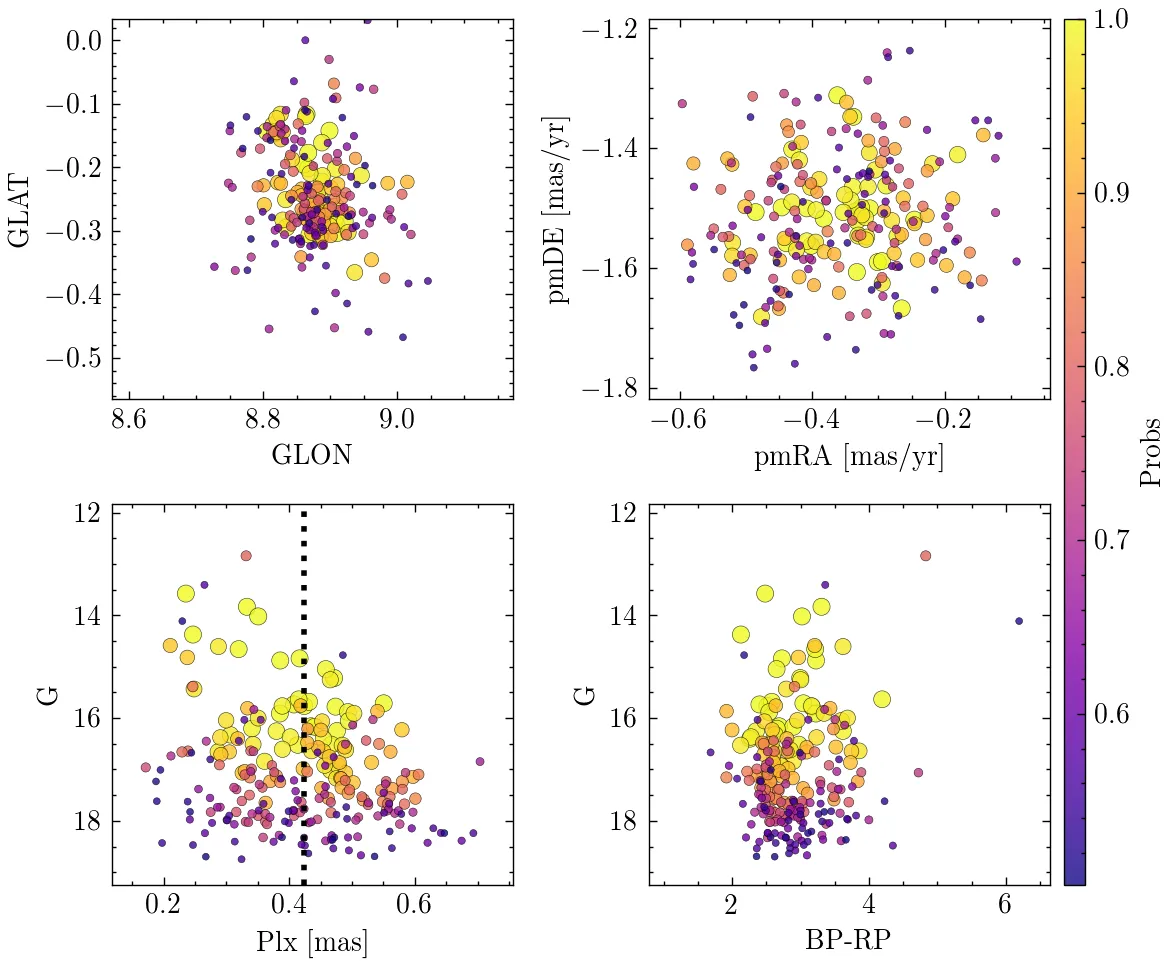 0.0
−0.1
−0.2
−0.3
−0.4
−0.5
GLAT
8.6 8.8 9.0
GLON
−1.2
−1.4
−1.6
−1.8
pmDE [mas/yr]
−0.6 −0.4 −0.2
pmRA [mas/yr]
1.0
0.9
0.8
0.7
0.6
Probs
12
14
16
18
G
0.2 0.4 0.6
Plx [mas]
12
14
16
18
G
2 4 6
BP-RP